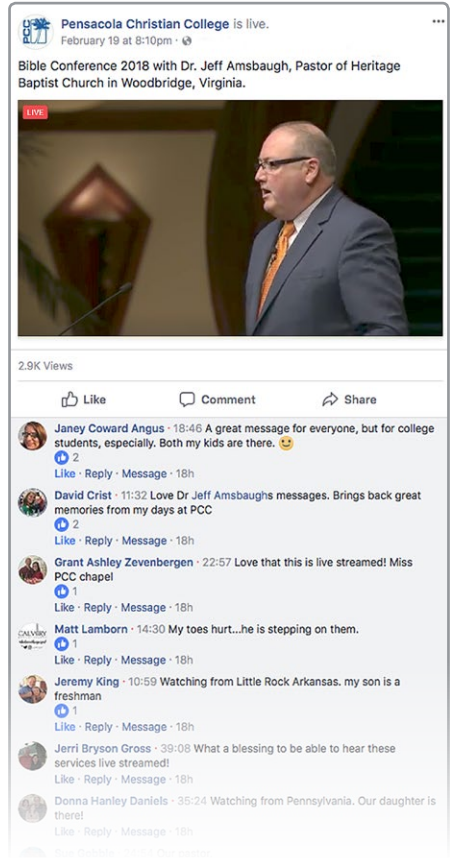 PCC
Pensacola Christian College is live.
February 19 at 8:10pm ·
Bible Conference 2018 with Dr. Jeff Amsbaugh, Pastor of Heritage
Baptist Church in Woodbridge, Virginia.
LIVE
2.9K Views
Like Comment Share
Janey Coward Angus · 18:46 A great message for everyone, but for college
students, especially. Both my kids are there. 🙂
2
Like · Reply · Message · 18h
David Crist · 11:32 Love Dr Jeff Amsbaughs messages. Brings back great
memories from my days at PCC
2
Like · Reply · Message · 18h
Grant Ashley Zevenbergen · 22:57 Love that this is live streamed! Miss
PCC chapel
1
Like · Reply · Message · 18h
CALVARY
Matt Lamborn · 14:30 My toes hurt...he is stepping on them.
1
Like · Reply · Message · 18h
Jeremy King · 10:59 Watching from Little Rock Arkansas. my son is a
freshman
1
Like · Reply · Message · 18h
Jerri Bryson Gross · 39:08 What a blessing to be able to hear these
services live streamed!
Like · Reply · Message · 18h
Donna Hanley Daniels · 35:24 Watching from Pennsylvania. Our daughter is
there!
Like · Reply · Message · 18h